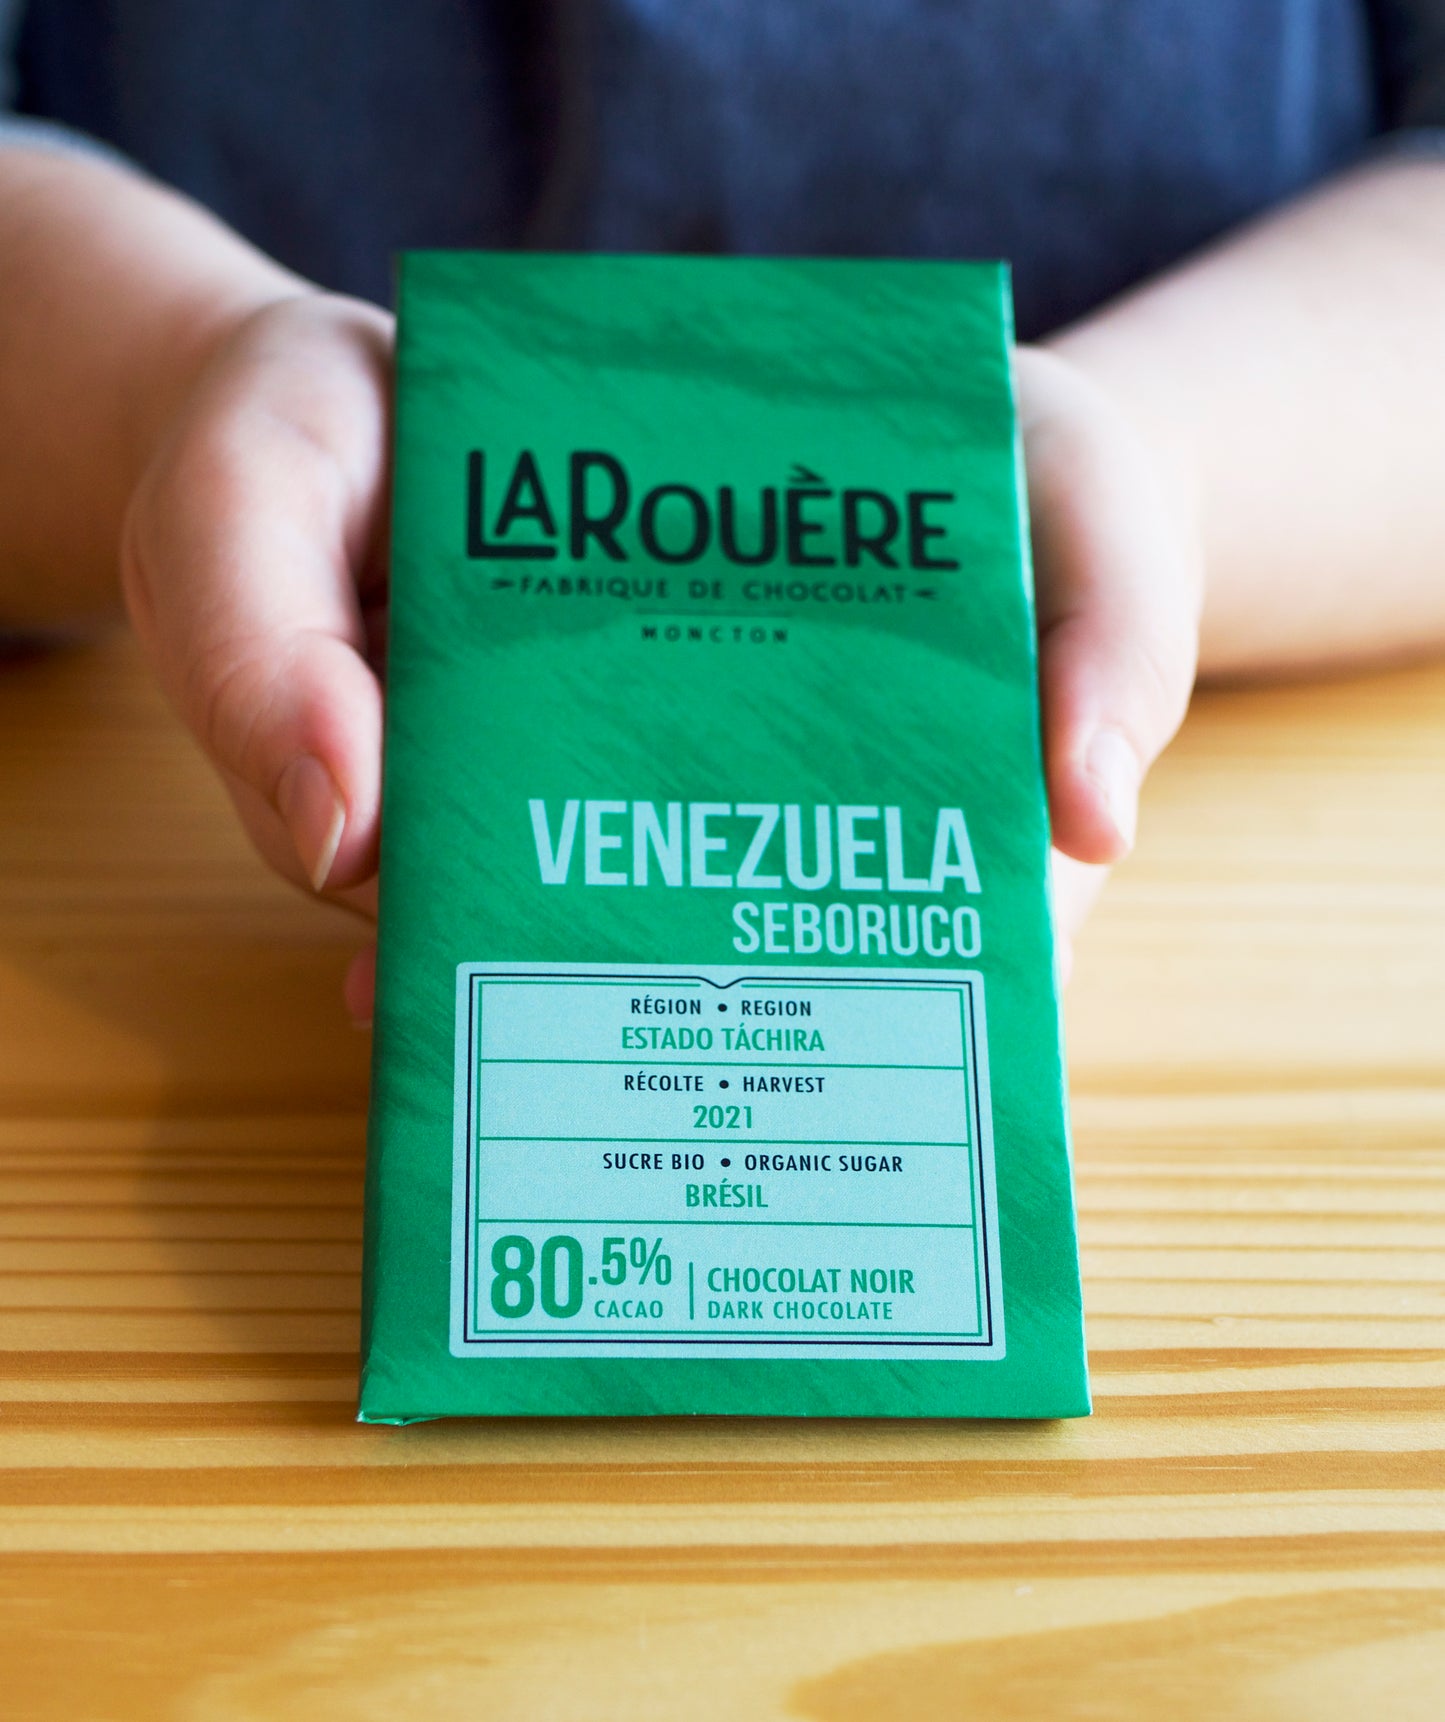 LAROUÈRE
FABRIQUE DE CHOCOLAT
MONCTON
VENEZUELA
SEBORUCO
RÉGION • REGION
ESTADO TÁCHIRA
RÉCOLTE • HARVEST
2021
SUCRE BIO • ORGANIC SUGAR
BRÉSIL
80.5% CACAO
CHOCOLAT NOIR
DARK CHOCOLATE